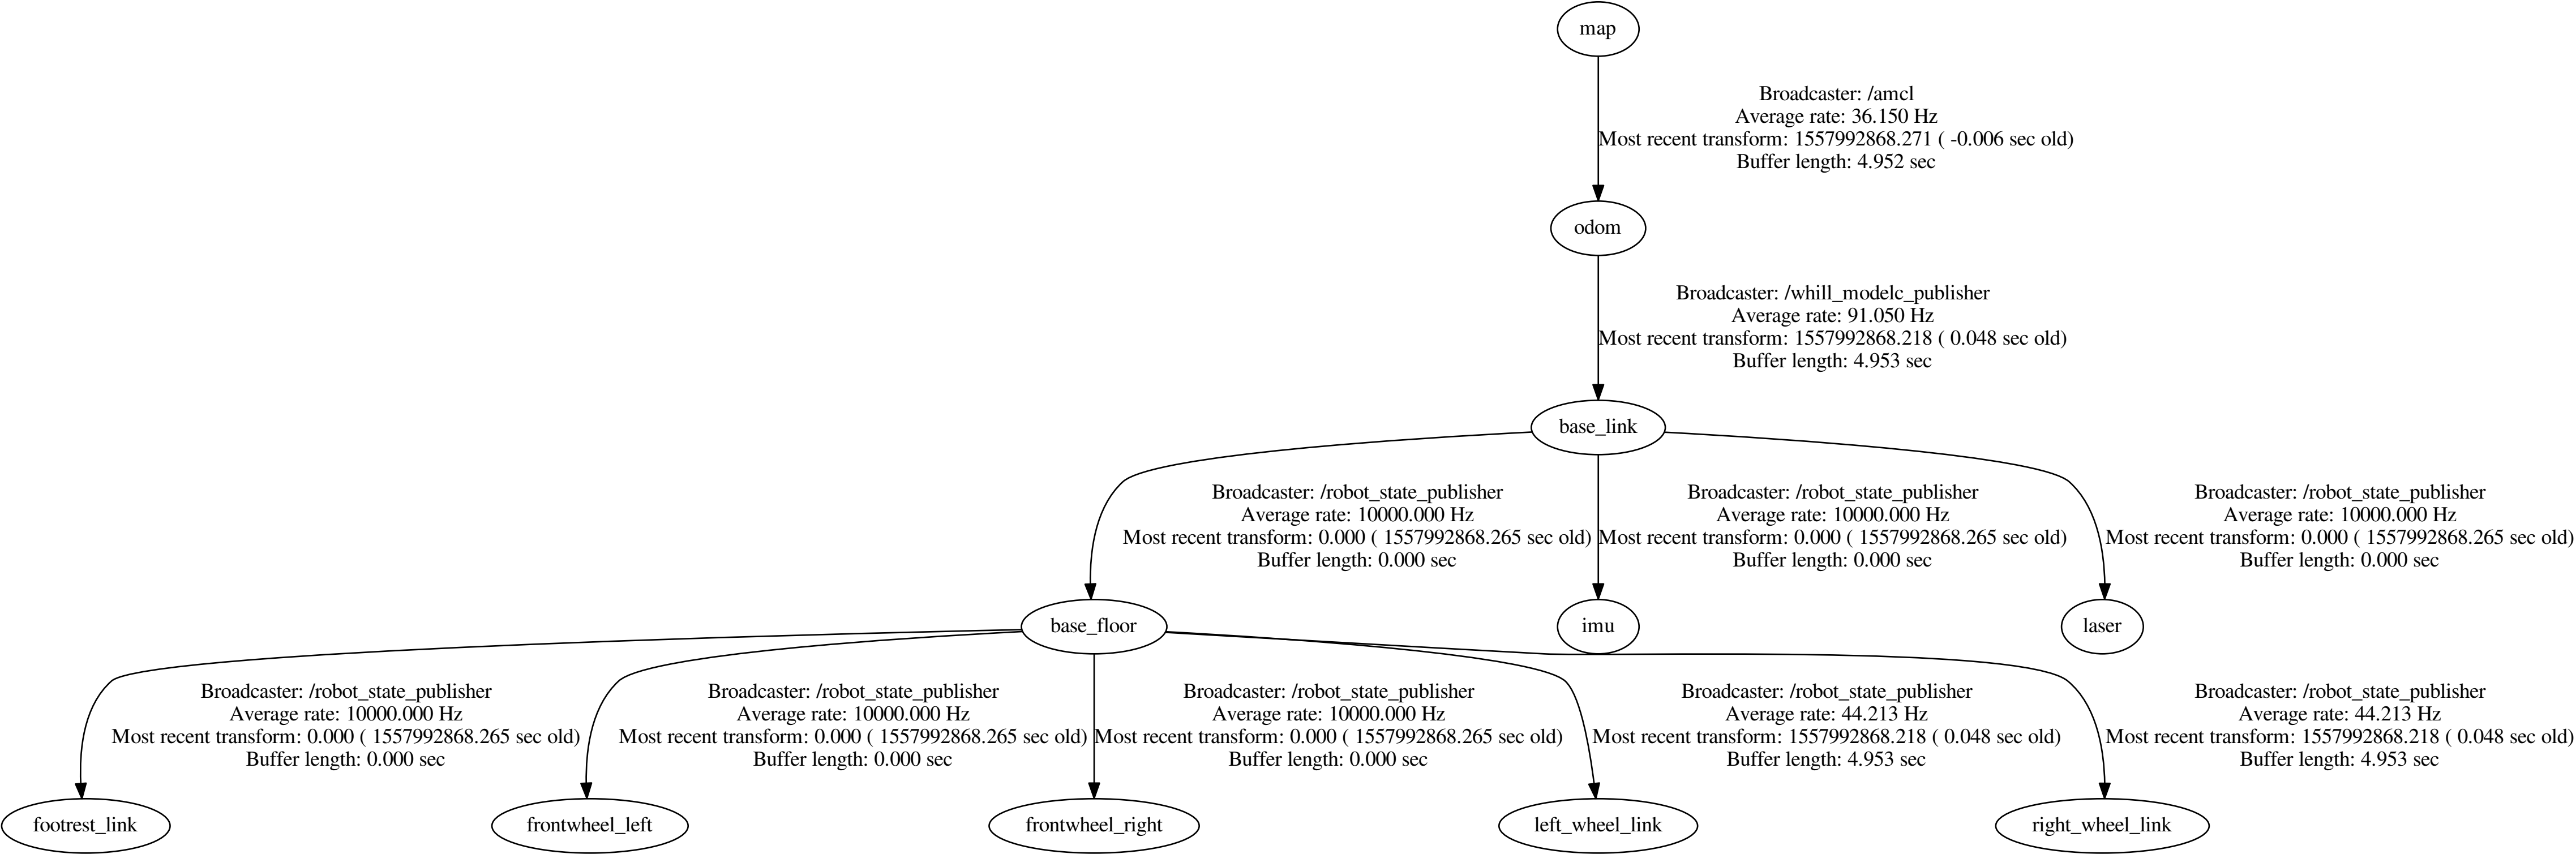 map
Broadcaster: /amcl
Average rate: 36.150 Hz
Most recent transform: 1557992868.271 ( -0.006 sec old)
Buffer length: 4.952 sec
odom
Broadcaster: /whill_modelc_publisher
Average rate: 91.050 Hz
Most recent transform: 1557992868.218 ( 0.048 sec old)
Buffer length: 4.953 sec
base_link
Broadcaster: /robot_state_publisher
Average rate: 10000.000 Hz
Most recent transform: 0.000 ( 1557992868.265 sec old)
Buffer length: 0.000 sec
Broadcaster: /robot_state_publisher
Average rate: 10000.000 Hz
Most recent transform: 0.000 ( 1557992868.265 sec old)
Buffer length: 0.000 sec
Broadcaster: /robot_state_publisher
Average rate: 10000.000 Hz
Most recent transform: 0.000 ( 1557992868.265 sec old)
Buffer length: 0.000 sec
base_floor
imu
laser
Broadcaster: /robot_state_publisher
Average rate: 10000.000 Hz
Most recent transform: 0.000 ( 1557992868.265 sec old)
Buffer length: 0.000 sec
Broadcaster: /robot_state_publisher
Average rate: 10000.000 Hz
Most recent transform: 0.000 ( 1557992868.265 sec old)
Buffer length: 0.000 sec
Broadcaster: /robot_state_publisher
Average rate: 10000.000 Hz
Most recent transform: 0.000 ( 1557992868.265 sec old)
Buffer length: 0.000 sec
Broadcaster: /robot_state_publisher
Average rate: 44.213 Hz
Most recent transform: 1557992868.218 ( 0.048 sec old)
Buffer length: 4.953 sec
Broadcaster: /robot_state_publisher
Average rate: 44.213 Hz
Most recent transform: 1557992868.218 ( 0.048 sec old)
Buffer length: 4.953 sec
footrest_link
frontwheel_left
frontwheel_right
left_wheel_link
right_wheel_link